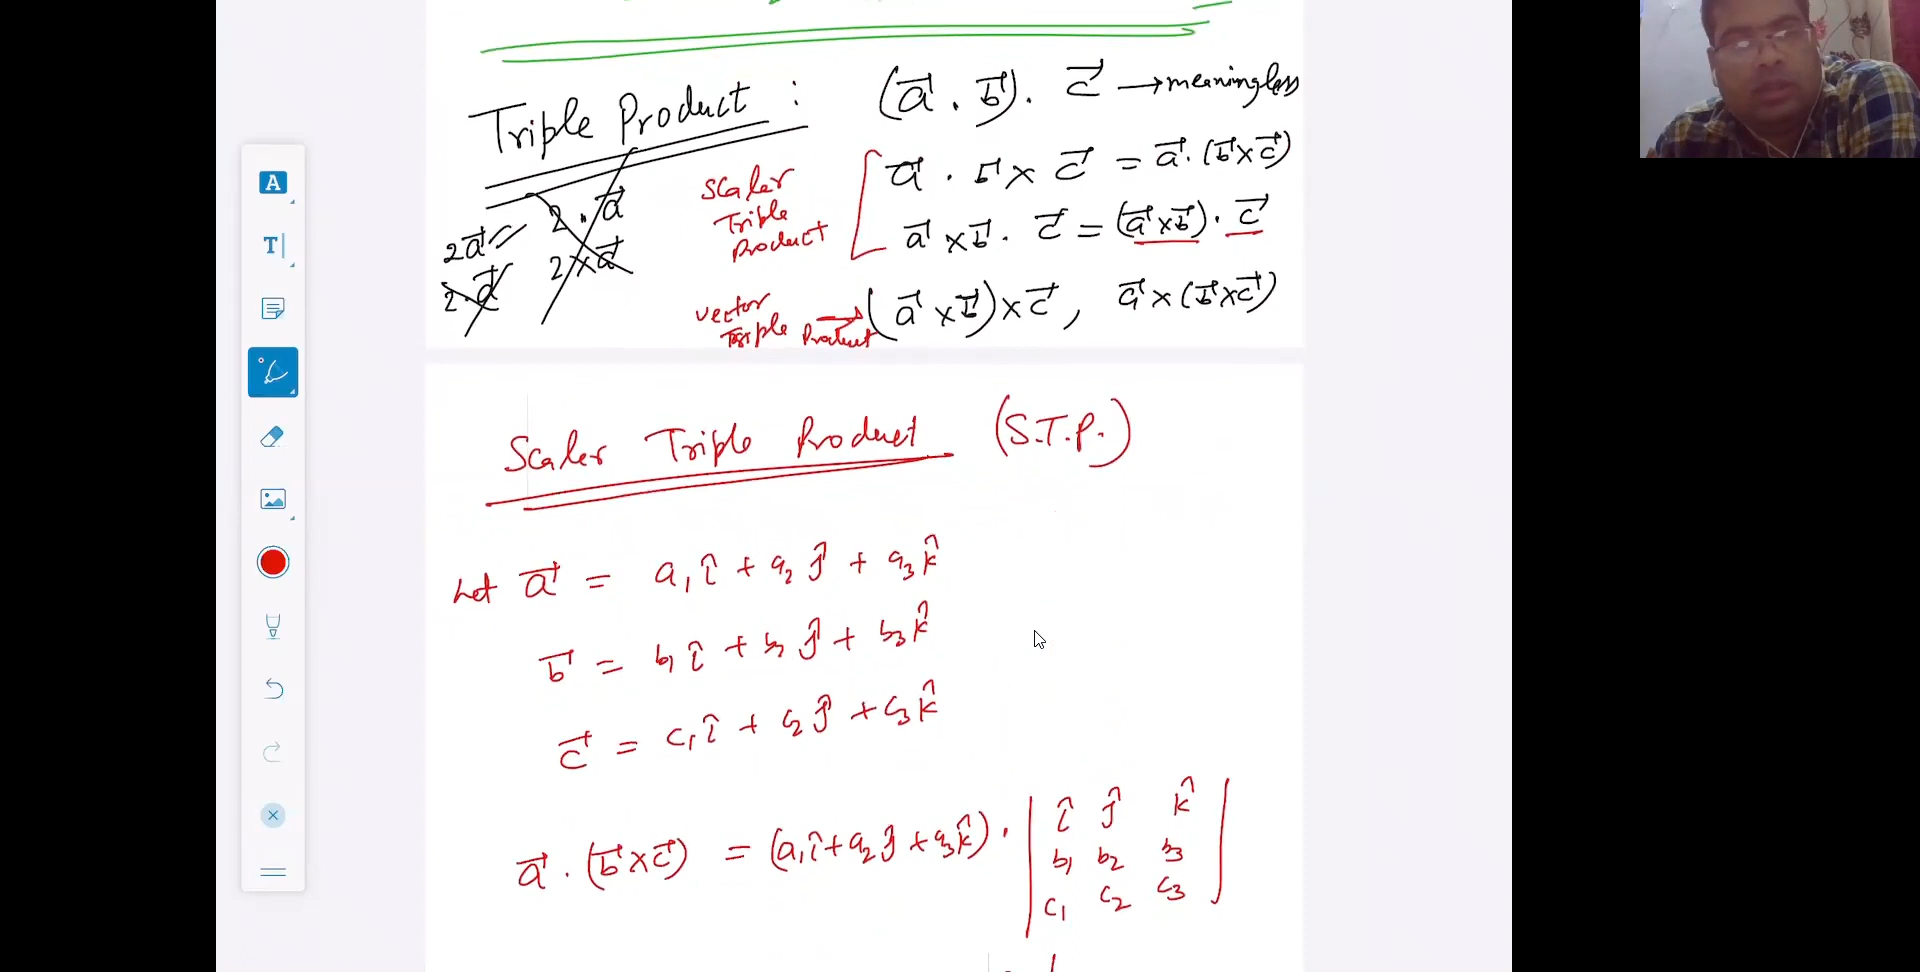 Triple Product : (a⃗ . b⃗). c⃗ → meaningless
2a⃗ 2 . a⃗
2 . a⃗ 2 × a⃗
Scaler Triple Product
a⃗ . b⃗ × c⃗ = a⃗ . (b⃗ × c⃗)
a⃗ × b⃗ . c⃗ = (a⃗ × b⃗) . c⃗
vector Triple Product → (a⃗ × b⃗) × c⃗ , a⃗ × (b⃗ × c⃗)
Scaler Triple Product (S.T.P.)
Let a⃗ = a₁î + a₂ĵ + a₃k̂
b⃗ = b₁î + b₂ĵ + b₃k̂
c⃗ = c₁î + c₂ĵ + c₃k̂
a⃗ . (b⃗ × c⃗) = (a₁î + a₂ĵ + a₃k̂) . | î ĵ k̂
b₁ b₂ b₃
c₁ c₂ c₃ |
A
T